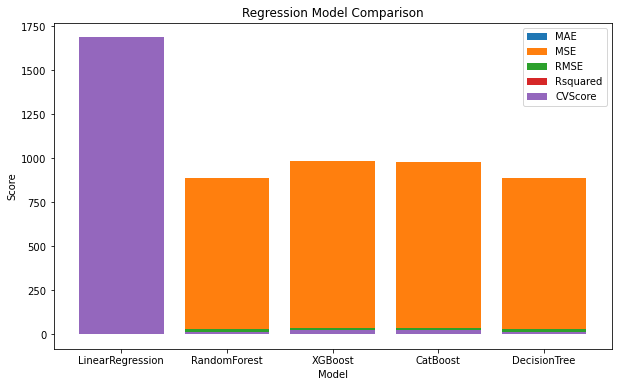 Regression Model Comparison
1750
1500
1250
1000
750
500
250
0
Score
MAE
MSE
RMSE
Rsquared
CVScore
LinearRegression
RandomForest
XGBoost
CatBoost
DecisionTree
Model